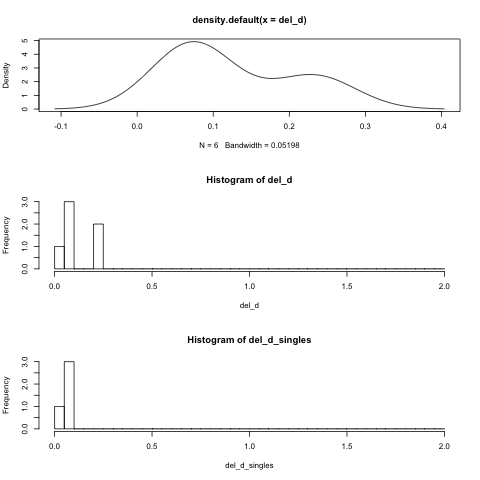 density.default(x = del_d)
Density
0 1 2 3 4 5
-0.1 0.0 0.1 0.2 0.3 0.4
N = 6 Bandwidth = 0.05198
Histogram of del_d
Frequency
0.0 1.0 2.0 3.0
0.0 0.5 1.0 1.5 2.0
del_d
Histogram of del_d_singles
Frequency
0.0 1.0 2.0 3.0
0.0 0.5 1.0 1.5 2.0
del_d_singles